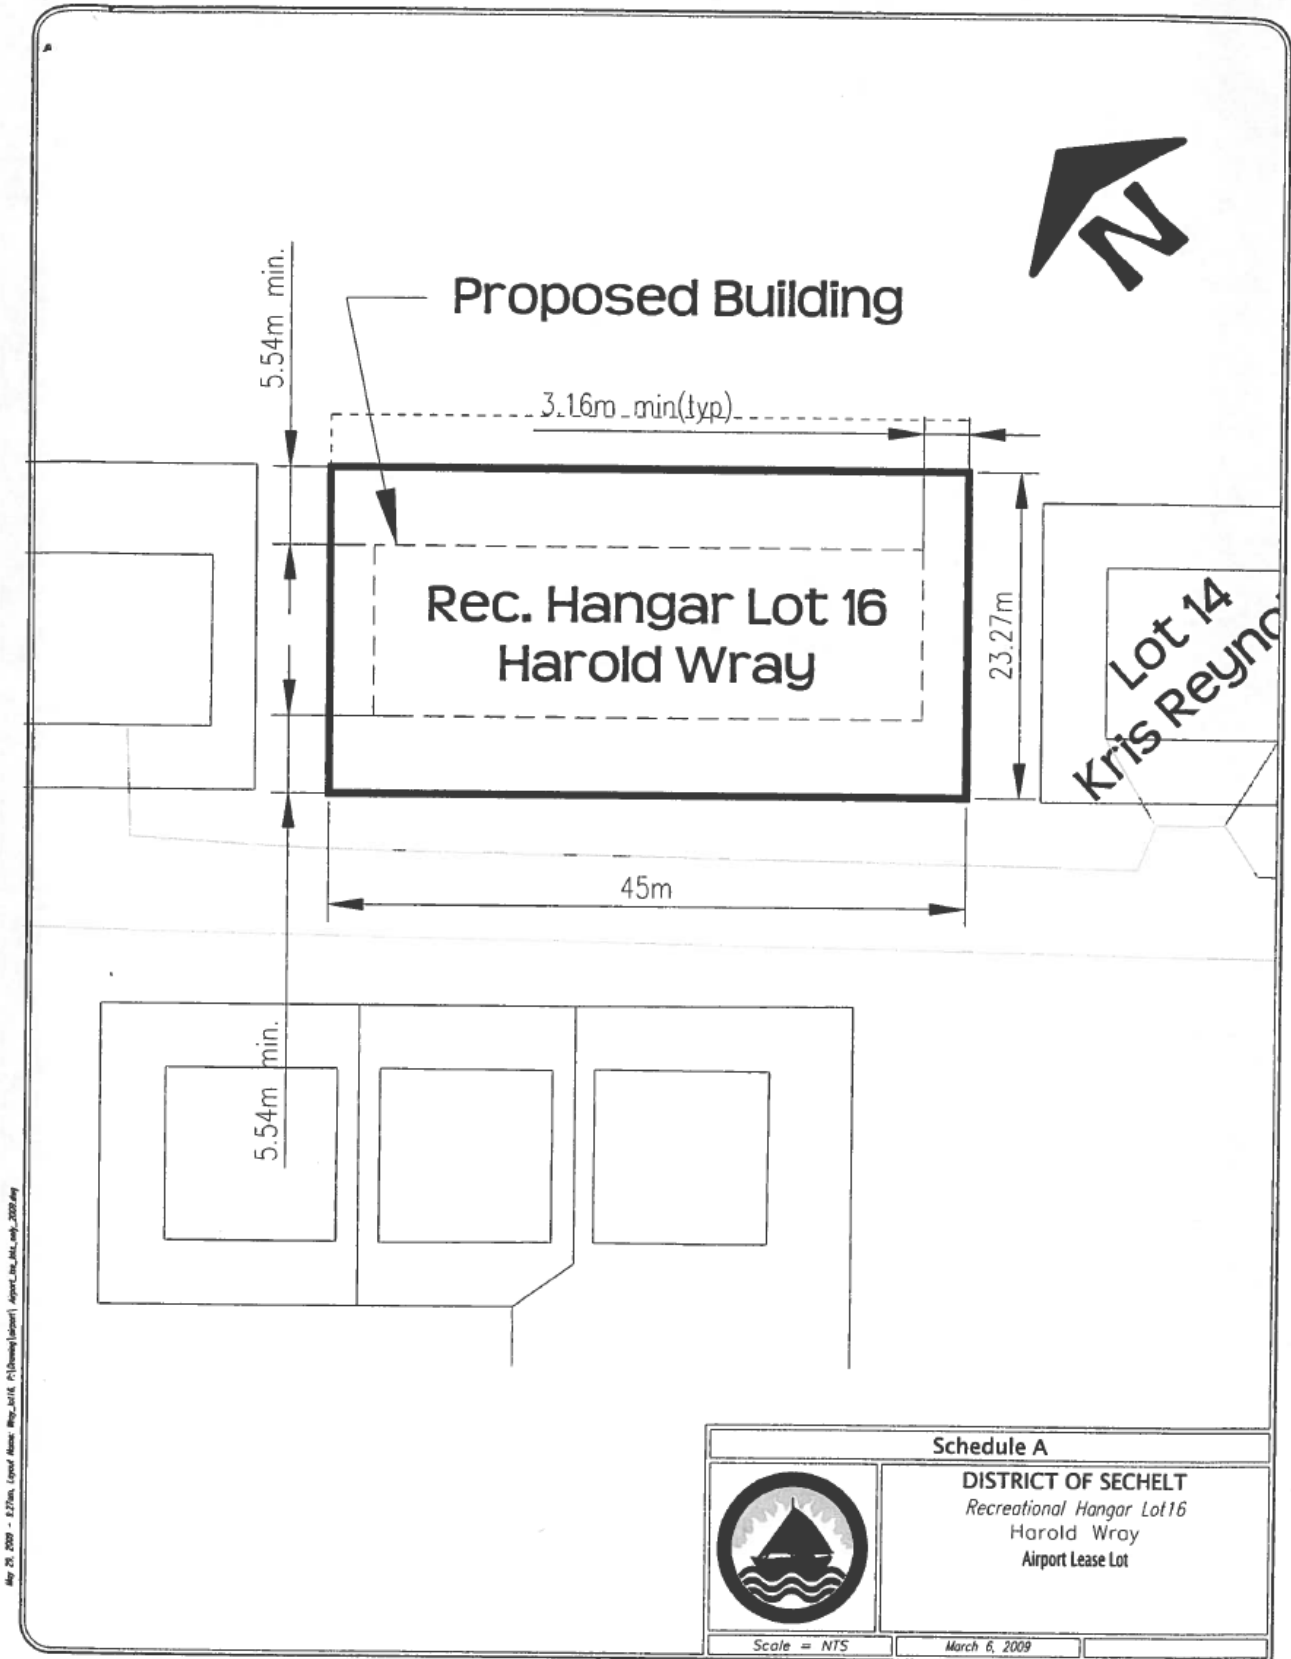 N
5.54m min.
Proposed Building
3.16m min(typ)
Rec. Hangar Lot 16
Harold Wray
23.27m
Lot 14
Kris Reyno
45m
5.54m min.
Schedule A
DISTRICT OF SECHELT
Recreational Hangar Lot16
Harold Wray
Airport Lease Lot
Scale = NTS
March 6, 2009